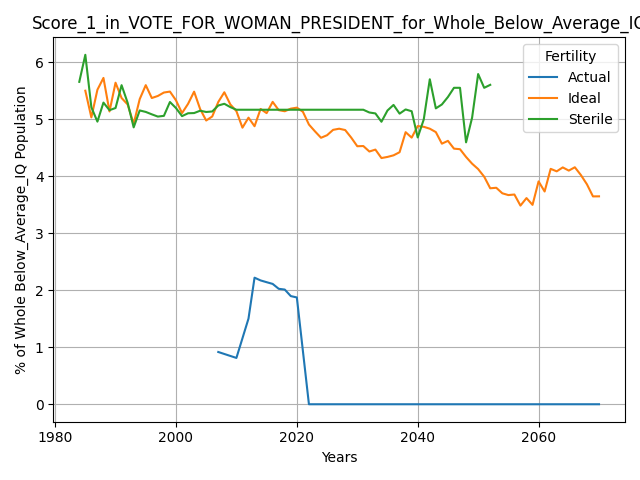 Score_1_in_VOTE_FOR_WOMAN_PRESIDENT_for_Whole_Below_Average_IQ
Fertility
Actual
Ideal
Sterile
% of Whole Below_Average_IQ Population
6
5
4
3
2
1
0
1980 2000 2020 2040 2060
Years